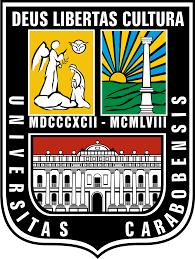 DEUS LIBERTAS CULTURA
MDCCCXCII - MCMLVIII
UNIVERSITAS
CARABOBENSIS